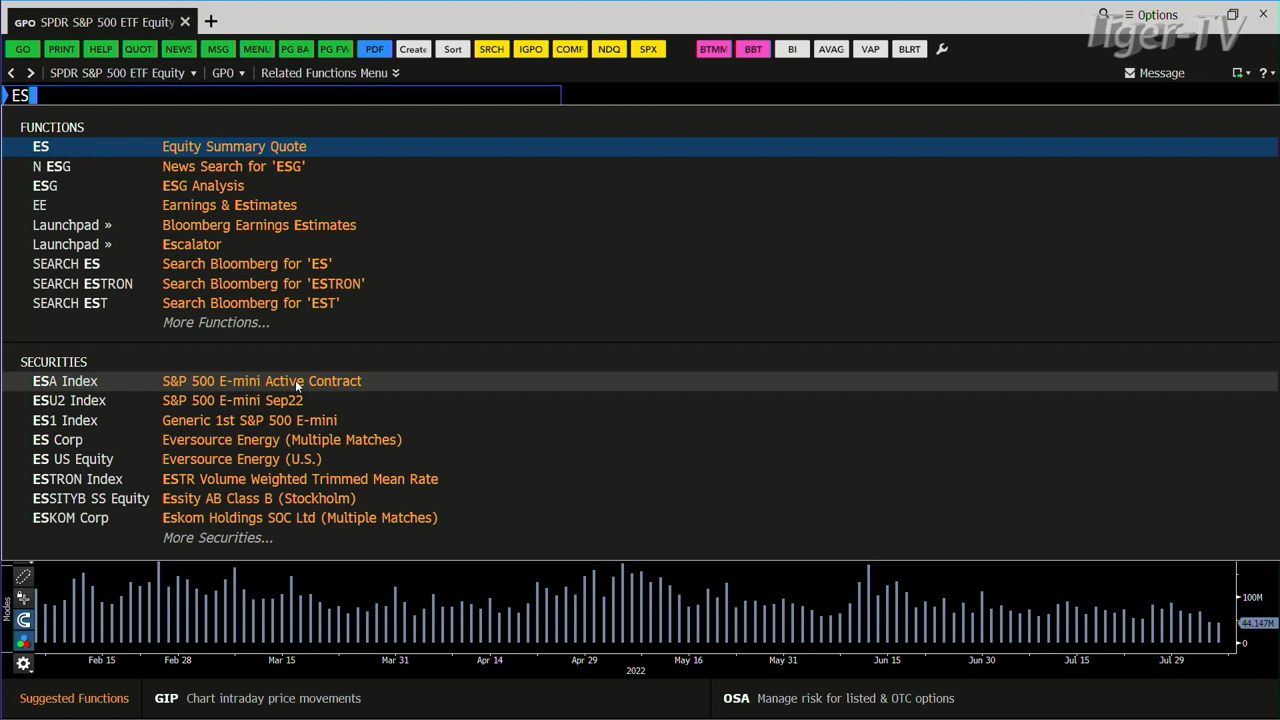 GPO SPDR S&P 500 ETF Equity
Options
Tiger-TV
GO PRINT HELP QUOT NEWS MSG MENU PG BA PG FW PDF Create Sort SRCH IGPO COMF NDQ SPX BTMM BBT BI AVAG VAP BLRT
SPDR S&P 500 ETF Equity GPO Related Functions Menu Message ?
ES
FUNCTIONS
ES Equity Summary Quote
N ESG News Search for 'ESG'
ESG ESG Analysis
EE Earnings & Estimates
Launchpad » Bloomberg Earnings Estimates
Launchpad » Escalator
SEARCH ES Search Bloomberg for 'ES'
SEARCH ESTRON Search Bloomberg for 'ESTRON'
SEARCH EST Search Bloomberg for 'EST'
More Functions...
SECURITIES
ESA Index S&P 500 E-mini Active Contract
ESU2 Index S&P 500 E-mini Sep22
ES1 Index Generic 1st S&P 500 E-mini
ES Corp Eversource Energy (Multiple Matches)
ES US Equity Eversource Energy (U.S.)
ESTRON Index ESTR Volume Weighted Trimmed Mean Rate
ESSITYB SS Equity Essity AB Class B (Stockholm)
ESKOM Corp Eskom Holdings SOC Ltd (Multiple Matches)
More Securities...
Modes
100M
44.147M
0
Feb 15 Feb 28 Mar 15 Mar 31 Apr 14 Apr 29 May 16 May 31 Jun 15 Jun 30 Jul 15 Jul 29
2022
Suggested Functions GIP Chart intraday price movements OSA Manage risk for listed & OTC options